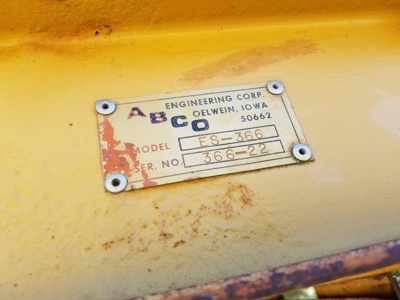 ENGINEERING CORP.
ABCO OELWEIN, IOWA
50662
MODEL ES-366
SER. NO. 366-22